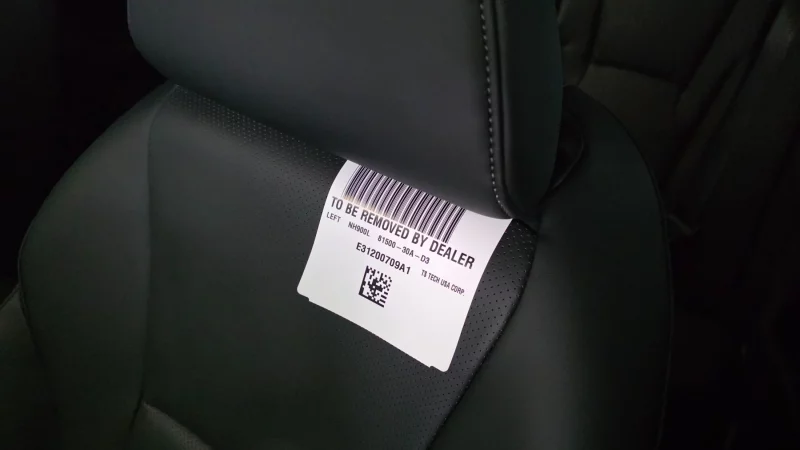 TO BE REMOVED BY DEALER
LEFT NH900L 81500-30A-D3
E31200709A1 TS TECH USA CORP.